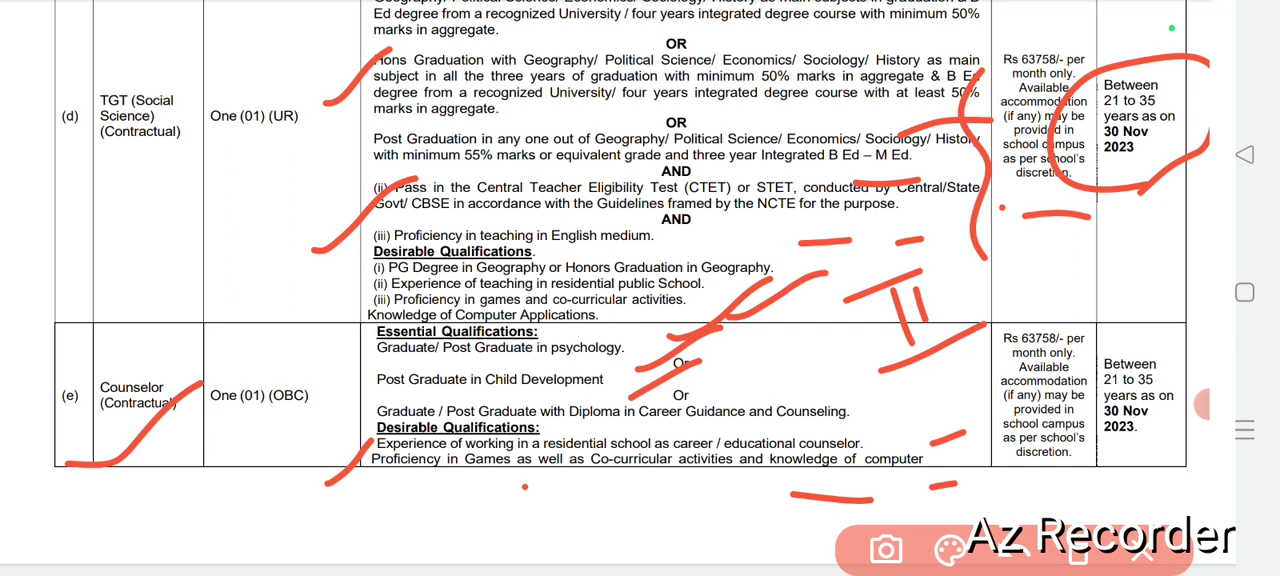 Ed degree from a recognized University / four years integrated degree course with minimum 50%
marks in aggregate.
OR
Hons Graduation with Geography/ Political Science/ Economics/ Sociology/ History as main
subject in all the three years of graduation with minimum 50% marks in aggregate & B Ed
degree from a recognized University/ four years integrated degree course with at least 50%
marks in aggregate.
OR
Post Graduation in any one out of Geography/ Political Science/ Economics/ Sociology/ History
with minimum 55% marks or equivalent grade and three year Integrated B Ed – M Ed.
AND
(ii) Pass in the Central Teacher Eligibility Test (CTET) or STET, conducted by Central/State
Govt/ CBSE in accordance with the Guidelines framed by the NCTE for the purpose.
AND
(iii) Proficiency in teaching in English medium.
Desirable Qualifications.
(i) PG Degree in Geography or Honors Graduation in Geography.
(ii) Experience of teaching in residential public School.
(iii) Proficiency in games and co-curricular activities.
Knowledge of Computer Applications.
(d)
TGT (Social
Science)
(Contractual)
One (01) (UR)
Rs 63758/- per
month only.
Available
accommodation
(if any) may be
provided in
school campus
as per school's
discretion.
Between
21 to 35
years as on
30 Nov
2023
(e)
Counselor
(Contractual)
One (01) (OBC)
Essential Qualifications:
Graduate/ Post Graduate in psychology.
Or
Post Graduate in Child Development
Or
Graduate / Post Graduate with Diploma in Career Guidance and Counseling.
Desirable Qualifications:
Experience of working in a residential school as career / educational counselor.
Proficiency in Games as well as Co-curricular activities and knowledge of computer
Rs 63758/- per
month only.
Available
accommodation
(if any) may be
provided in
school campus
as per school's
discretion.
Between
21 to 35
years as on
30 Nov
2023.
Az Recorder